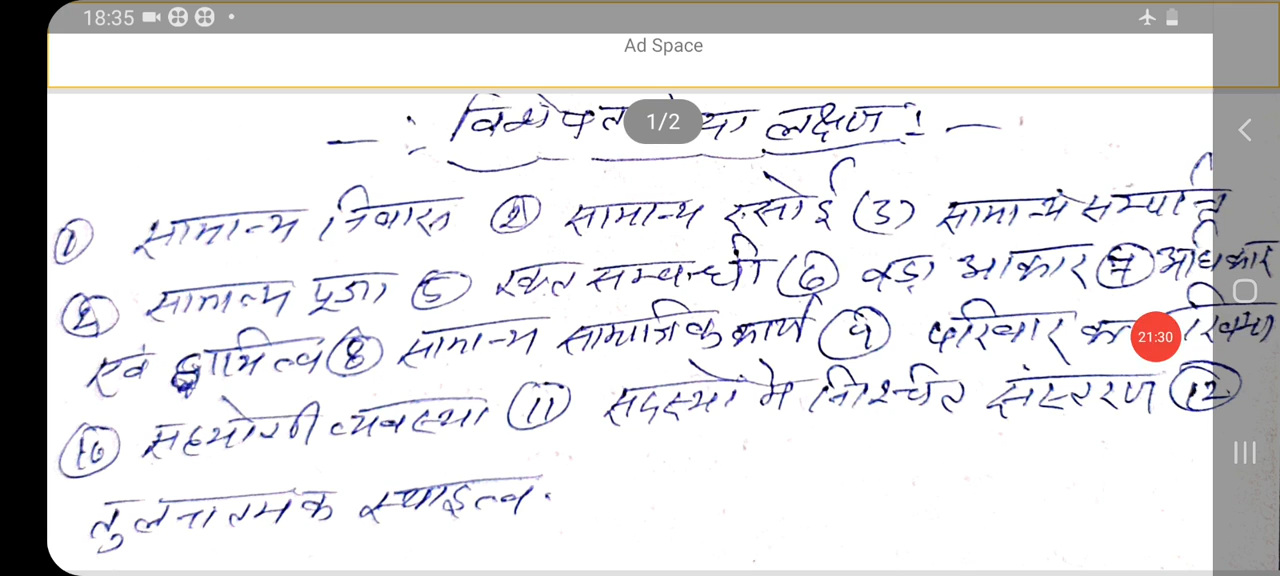 18:35
Ad Space
1/2
या लक्षण :-
① सामान्य निवास ② सामान्य रसोई (3) सामान्य सम्पत्ति
④ सामान्य पूजा ⑤ रक्त सम्बन्धी ⑥ बड़ा आकार ⑦ अधिकार
एवं दायित्व ⑧ सामान्य सामाजिक कार्य ⑨ परिवार का
21:30
⑩ सहयोगी व्यवस्था ⑪ सदस्यों में निश्चित संस्तरण ⑫
तुलनात्मक स्थाइत्व.